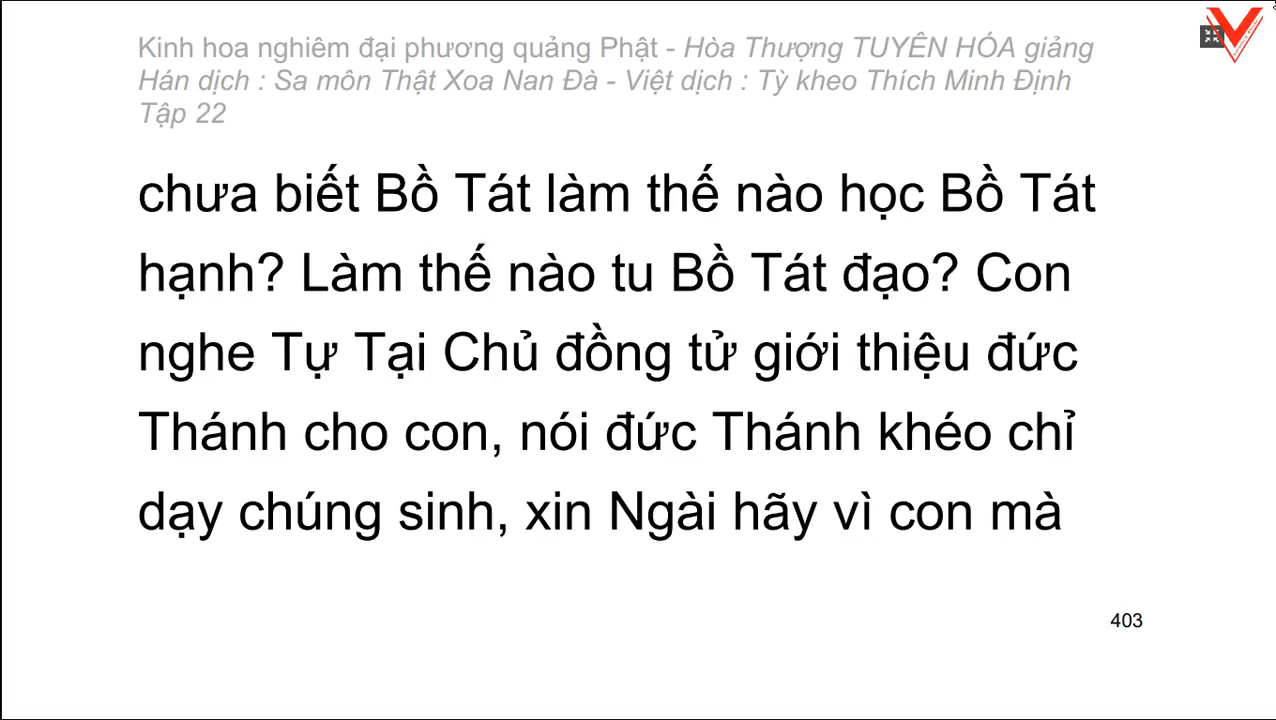 Kinh hoa nghiêm đại phương quảng Phật - Hòa Thượng TUYÊN HÓA giảng
Hán dịch : Sa môn Thật Xoa Nan Đà - Việt dịch : Tỳ kheo Thích Minh Định
Tập 22
chưa biết Bồ Tát làm thế nào học Bồ Tát
hạnh? Làm thế nào tu Bồ Tát đạo? Con
nghe Tự Tại Chủ đồng tử giới thiệu đức
Thánh cho con, nói đức Thánh khéo chỉ
dạy chúng sinh, xin Ngài hãy vì con mà
403